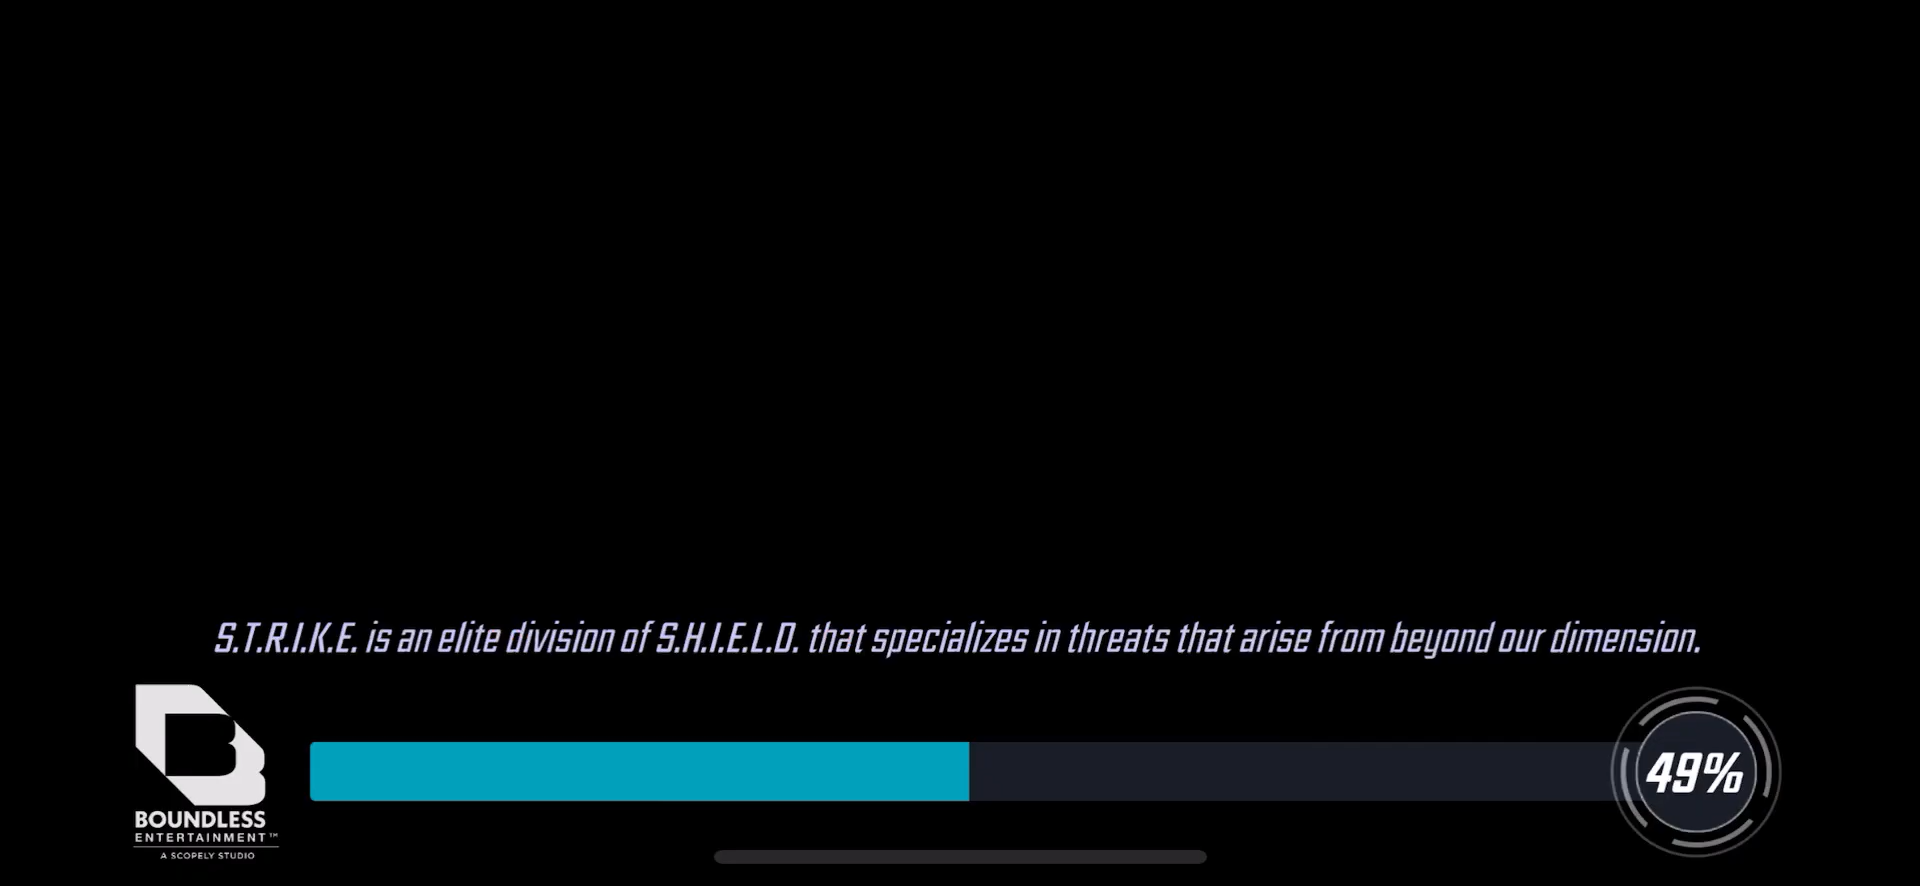 S.T.R.I.K.E. is an elite division of S.H.I.E.L.D. that specializes in threats that arise from beyond our dimension.
49%
BOUNDLESS
ENTERTAINMENT™
A SCOPELY STUDIO